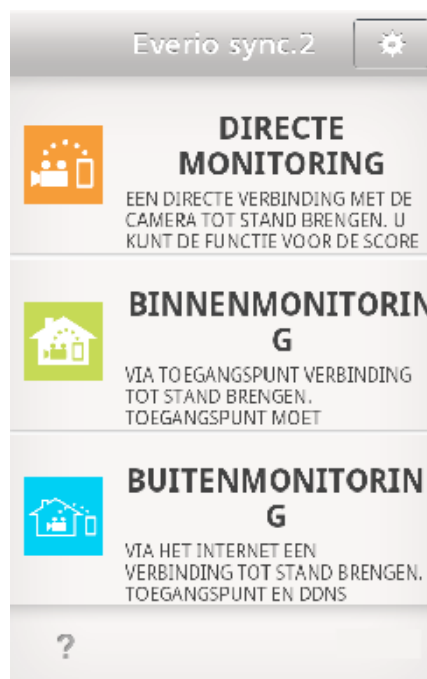 Everio sync.2
DIRECTE
MONITORING
EEN DIRECTE VERBINDING MET DE
CAMERA TOT STAND BRENGEN. U
KUNT DE FUNCTIE VOOR DE SCORE
BINNENMONITORIN
G
VIA TOEGANGSPUNT VERBINDING
TOT STAND BRENGEN.
TOEGANGSPUNT MOET
BUITENMONITORIN
G
VIA HET INTERNET EEN
VERBINDING TOT STAND BRENGEN.
TOEGANGSPUNT EN DDNS
?